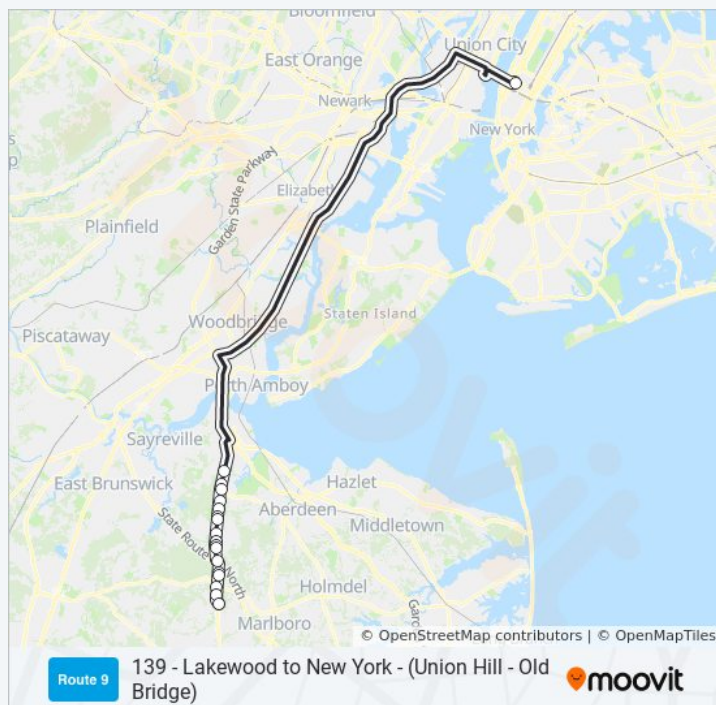 Bloomfield
Union City
East Orange
Newark
New York
Garden State Parkway
Elizabeth
Plainfield
Staten Island
Woodbridge
Piscataway
Perth Amboy
Sayreville
East Brunswick
Hazlet
Aberdeen
State Route
Middletown
North
Holmdel
Marlboro
© OpenStreetMap contributors | © OpenMapTiles
Route 9
139 - Lakewood to New York - (Union Hill - Old
Bridge)
moovit